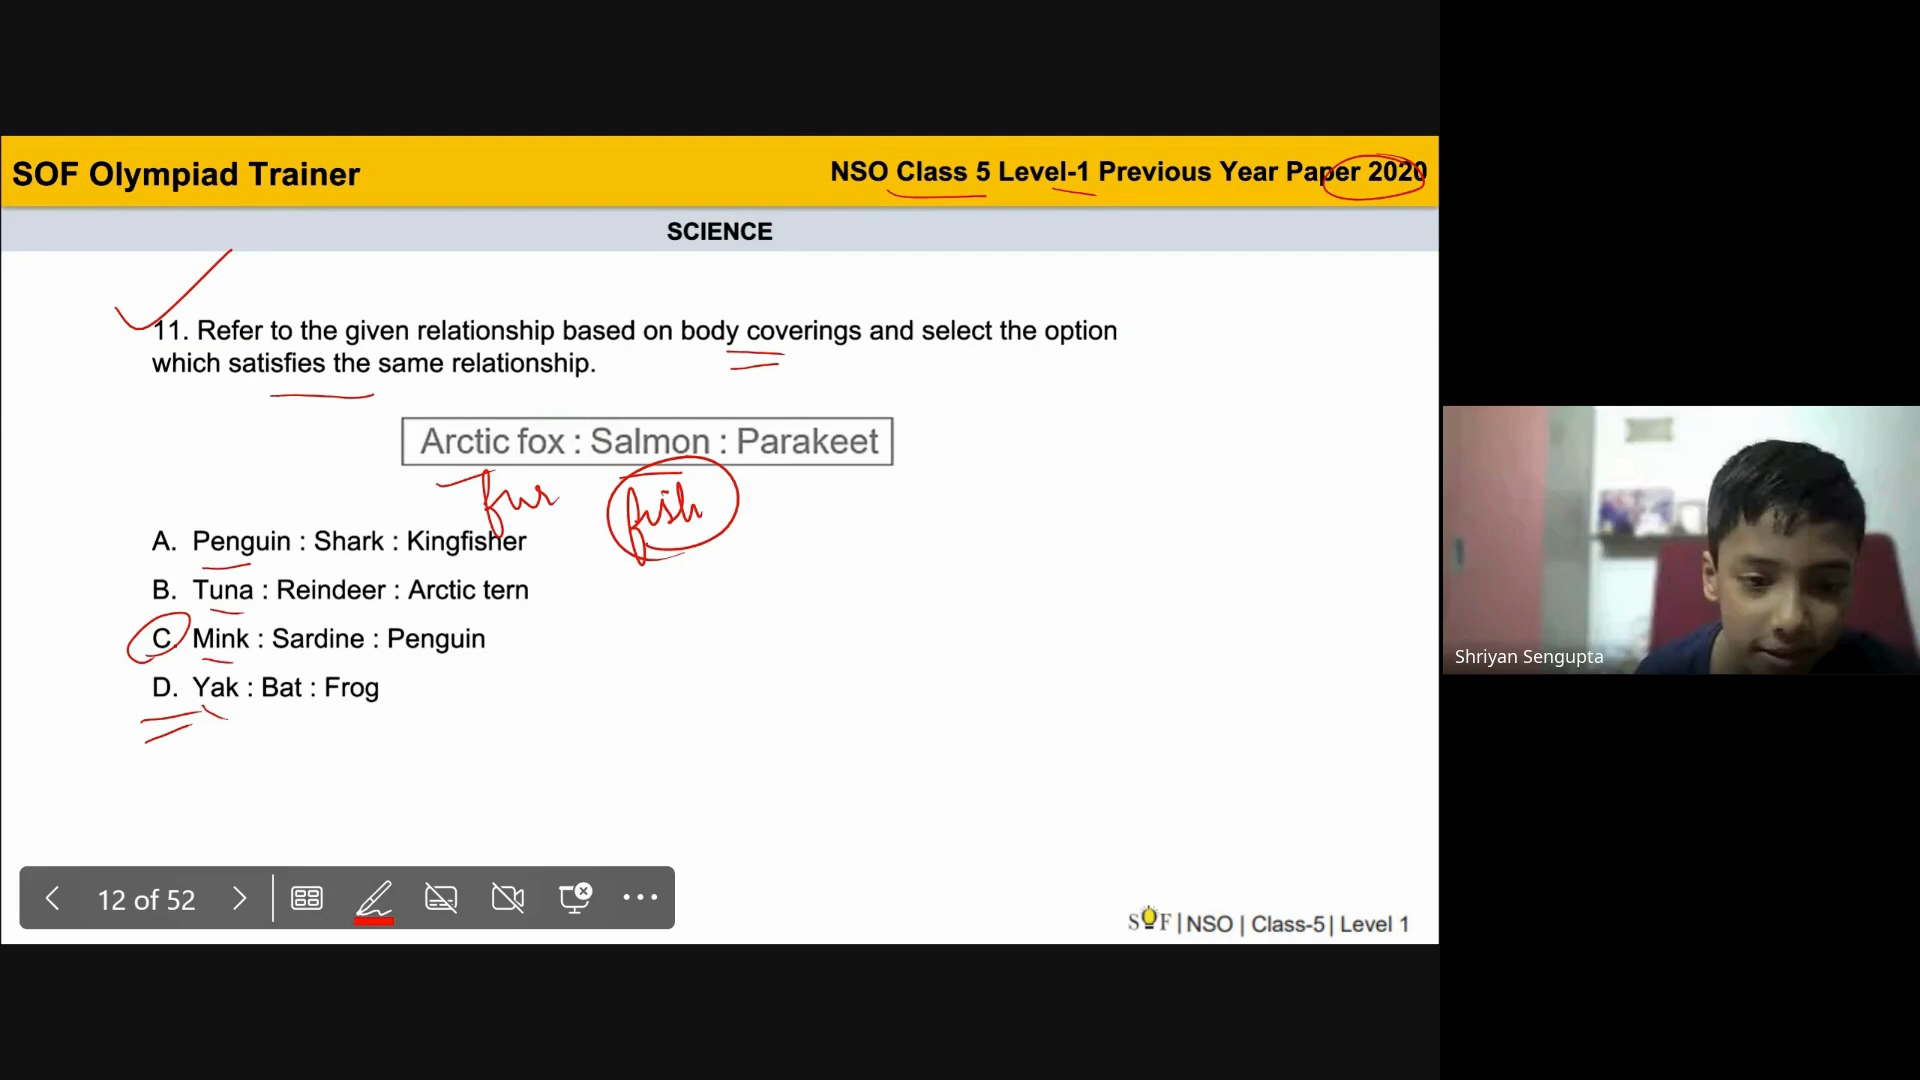 SOF Olympiad Trainer
NSO Class 5 Level-1 Previous Year Paper 2020
SCIENCE
11. Refer to the given relationship based on body coverings and select the option
which satisfies the same relationship.
Arctic fox : Salmon : Parakeet
fur
fish
A. Penguin : Shark : Kingfisher
B. Tuna : Reindeer : Arctic tern
C. Mink : Sardine : Penguin
D. Yak : Bat : Frog
12 of 52
SOF | NSO | Class-5 | Level 1
Shriyan Sengupta